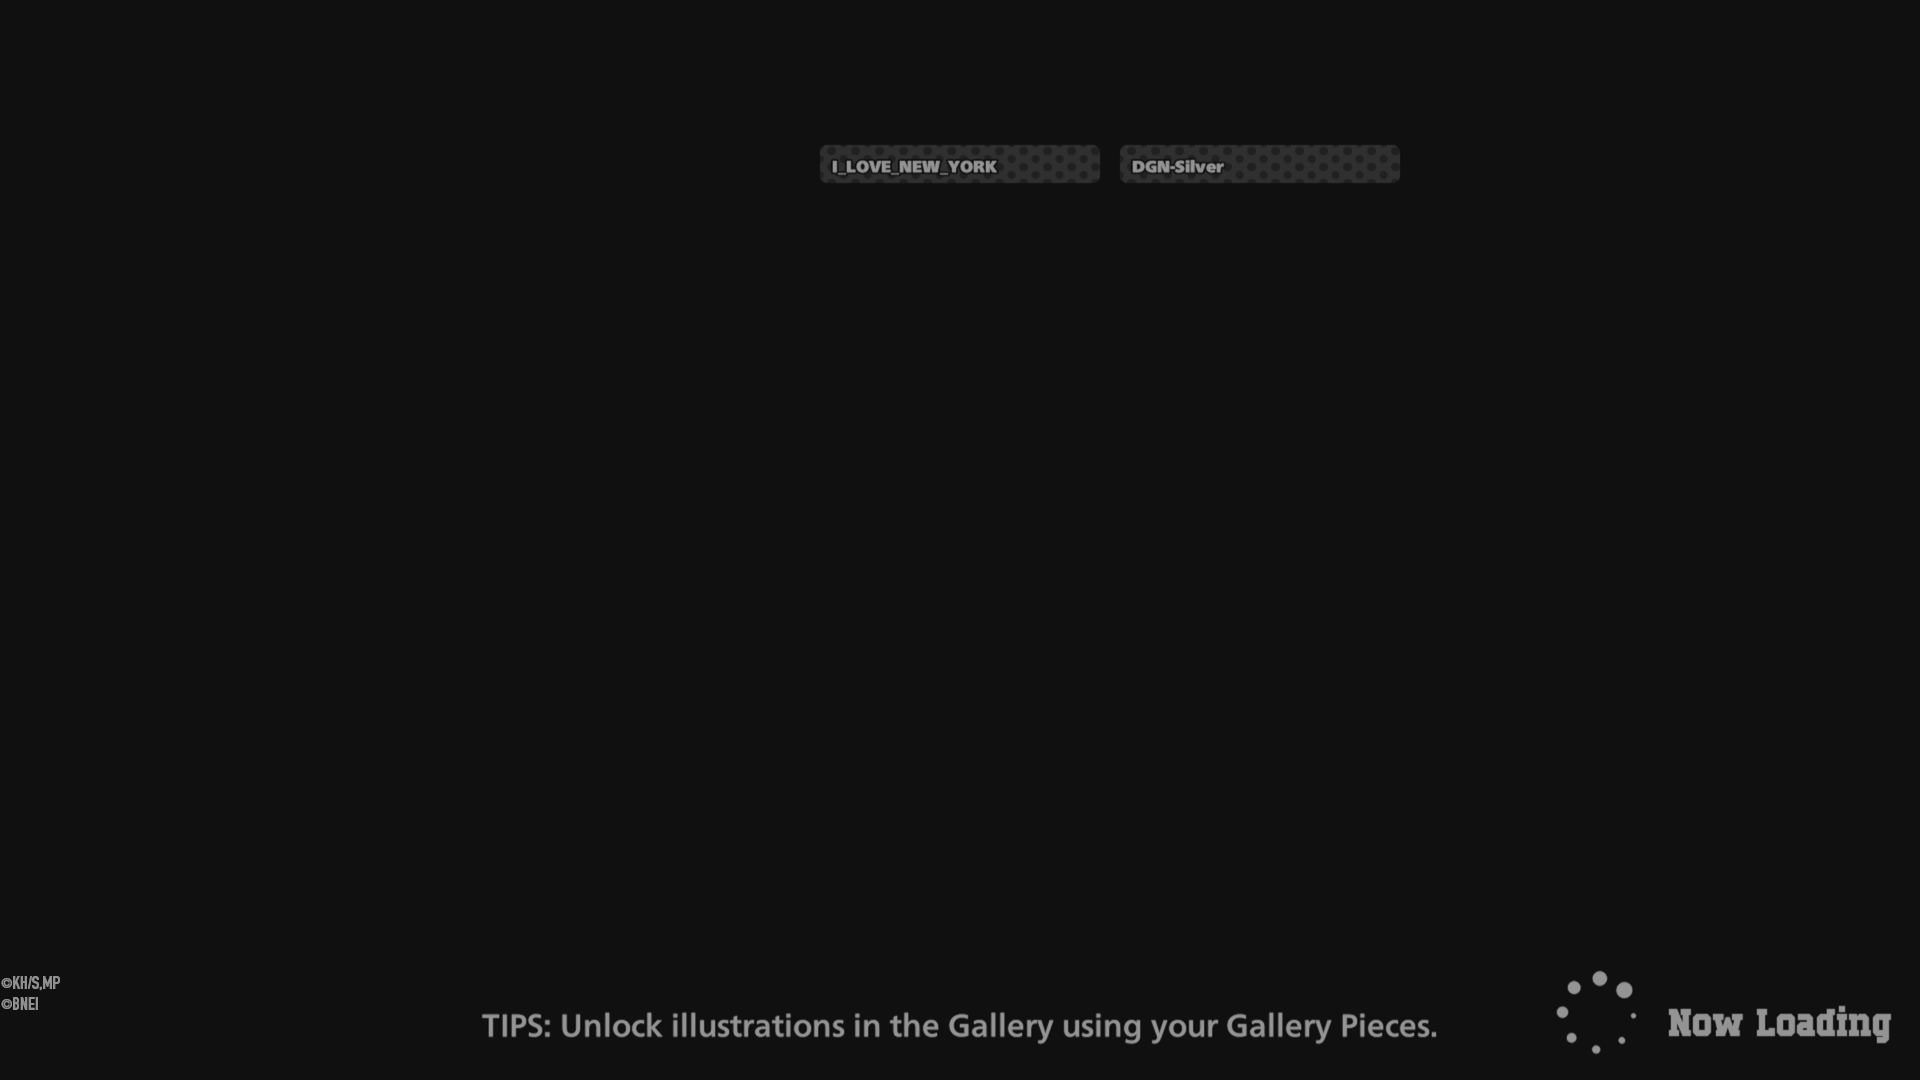 I_LOVE_NEW_YORK
DGN-Silver
©KH/S,MP
©BNEI
TIPS: Unlock illustrations in the Gallery using your Gallery Pieces.
Now Loading